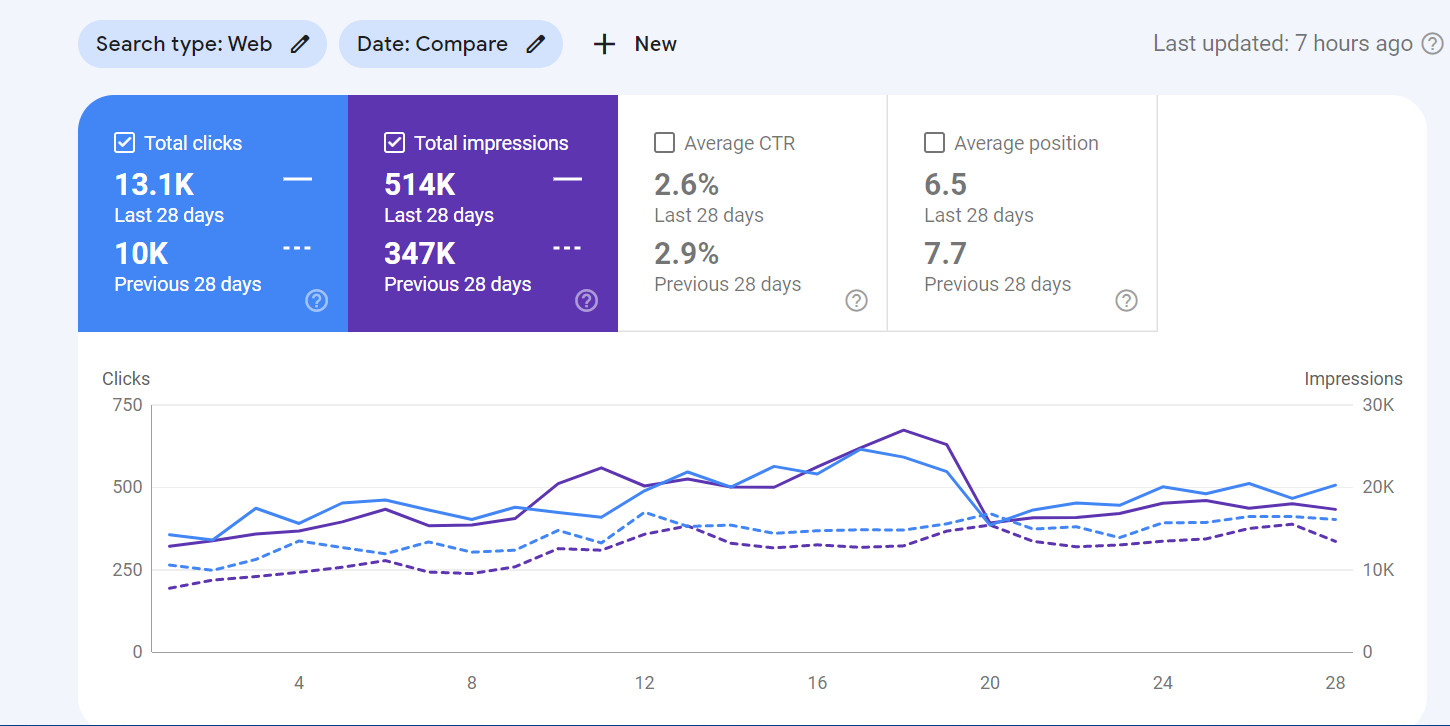 Search type: Web Date: Compare New Last updated: 7 hours ago
Total clicks
13.1K
Last 28 days
10K
Previous 28 days
Total impressions
514K
Last 28 days
347K
Previous 28 days
Average CTR
2.6%
Last 28 days
2.9%
Previous 28 days
Average position
6.5
Last 28 days
7.7
Previous 28 days
Clicks Impressions
750 30K
500 20K
250 10K
0 0
4 8 12 16 20 24 28